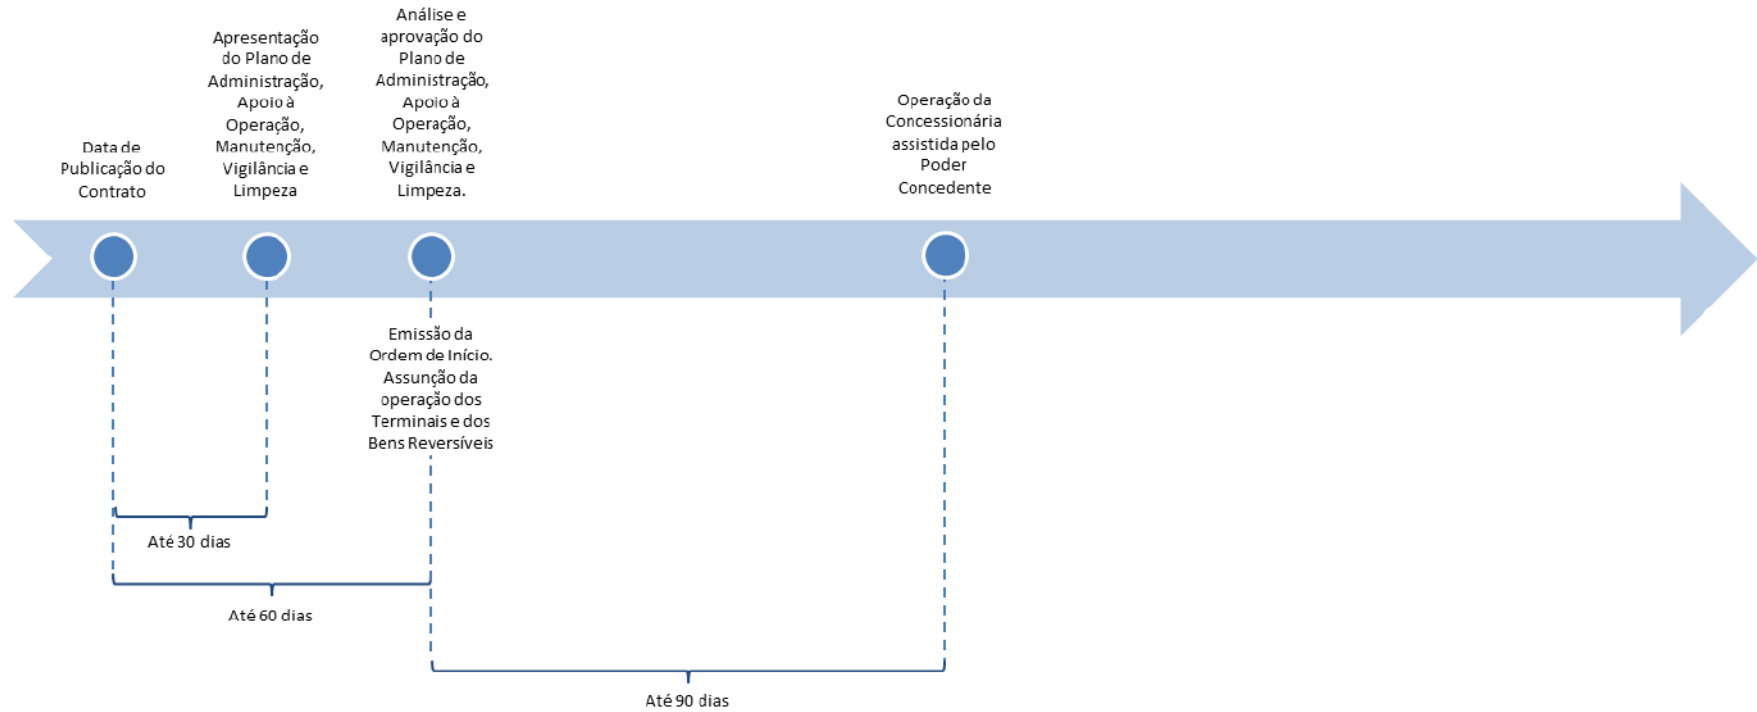 Data de
Publicação do
Contrato
Apresentação
do Plano de
Administração,
Apoio à
Operação,
Manutenção,
Vigilância e
Limpeza
Análise e
aprovação do
Plano de
Administração,
Apoio à
Operação,
Manutenção,
Vigilância e
Limpeza.
Operação da
Concessionária
assistida pelo
Poder
Concedente
Emissão da
Ordem de Início.
Assunção da
operação dos
Terminais e dos
Bens Reversíveis
Até 30 dias
Até 60 dias
Até 90 dias